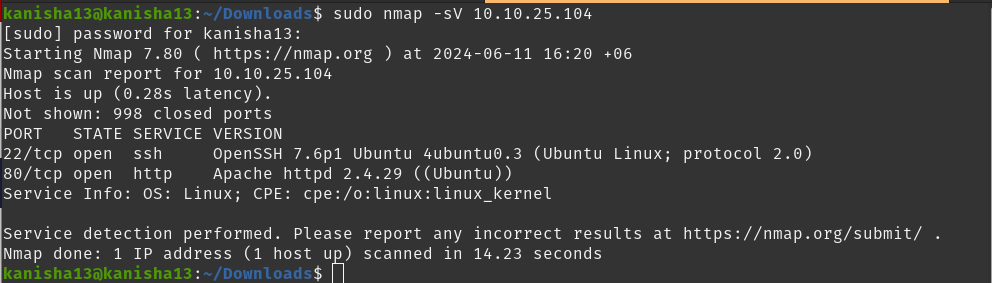 kanisha13@kanisha13:~/Downloads$ sudo nmap -sV 10.10.25.104
[sudo] password for kanisha13:
Starting Nmap 7.80 ( https://nmap.org ) at 2024-06-11 16:20 +06
Nmap scan report for 10.10.25.104
Host is up (0.28s latency).
Not shown: 998 closed ports
PORT   STATE SERVICE VERSION
22/tcp open  ssh     OpenSSH 7.6p1 Ubuntu 4ubuntu0.3 (Ubuntu Linux; protocol 2.0)
80/tcp open  http    Apache httpd 2.4.29 ((Ubuntu))
Service Info: OS: Linux; CPE: cpe:/o:linux:linux_kernel
Service detection performed. Please report any incorrect results at https://nmap.org/submit/ .
Nmap done: 1 IP address (1 host up) scanned in 14.23 seconds
kanisha13@kanisha13:~/Downloads$